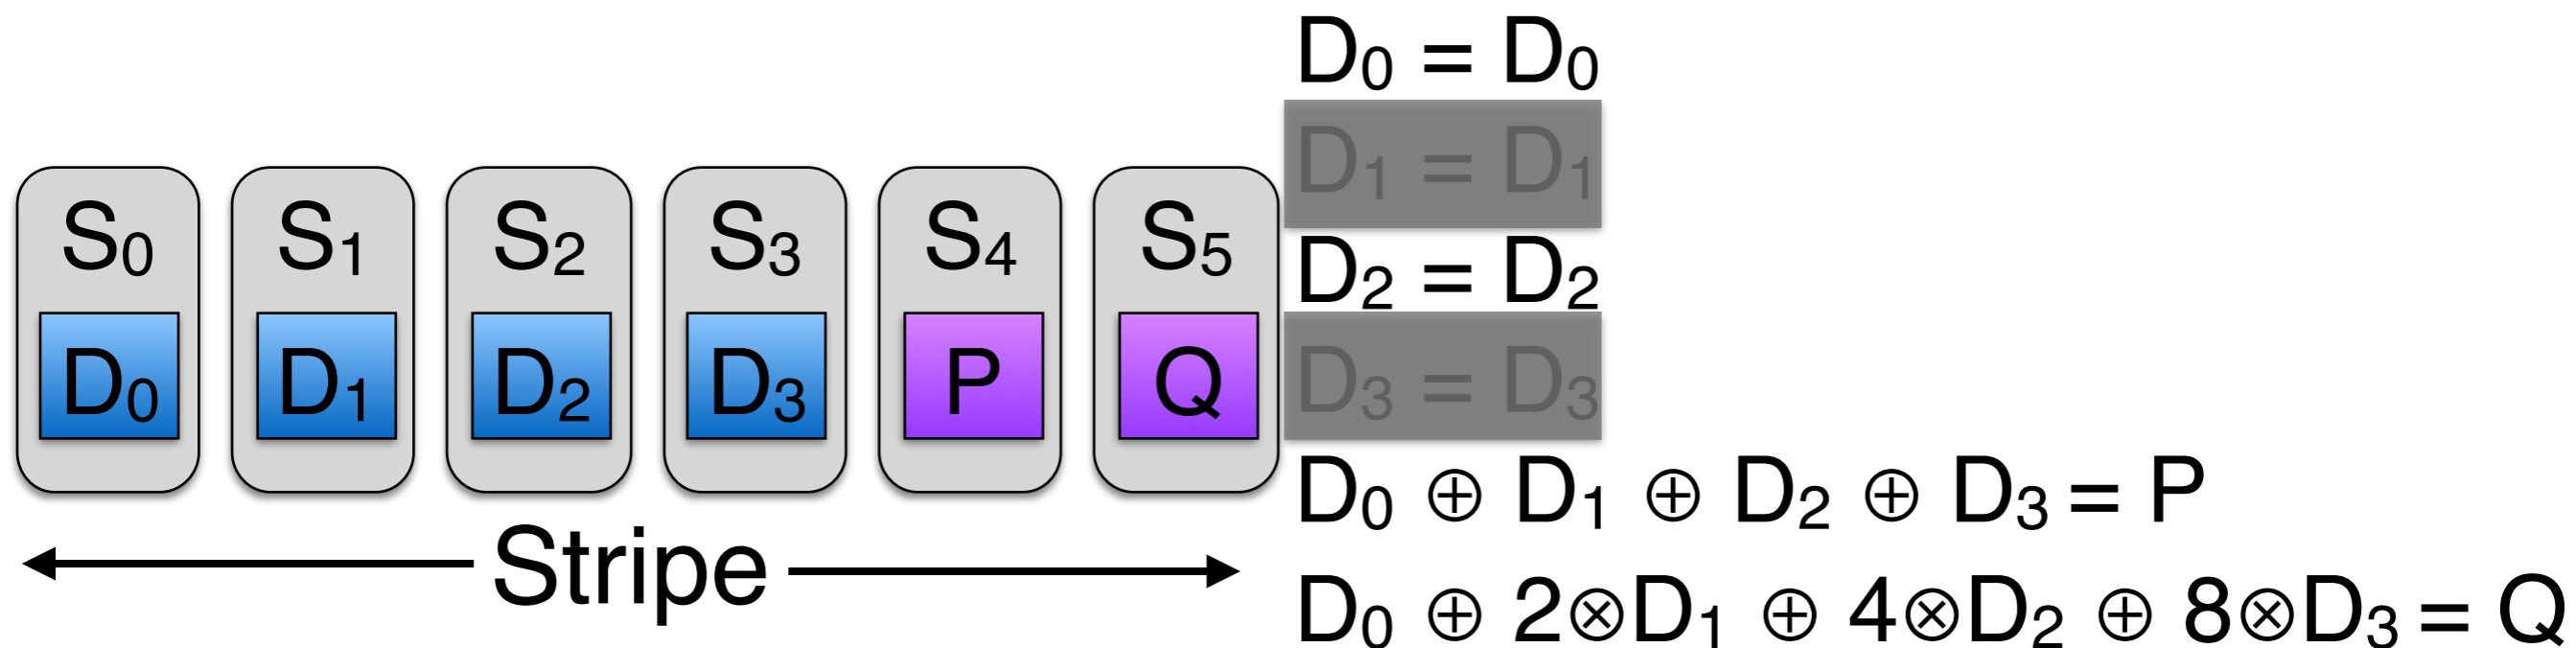 S₀ S₁ S₂ S₃ S₄ S₅
D₀ D₁ D₂ D₃ P Q
Stripe
D₀ = D₀
D₁ = D₁
D₂ = D₂
D₃ = D₃
D₀ ⊕ D₁ ⊕ D₂ ⊕ D₃ = P
D₀ ⊕ 2⊗D₁ ⊕ 4⊗D₂ ⊕ 8⊗D₃ = Q